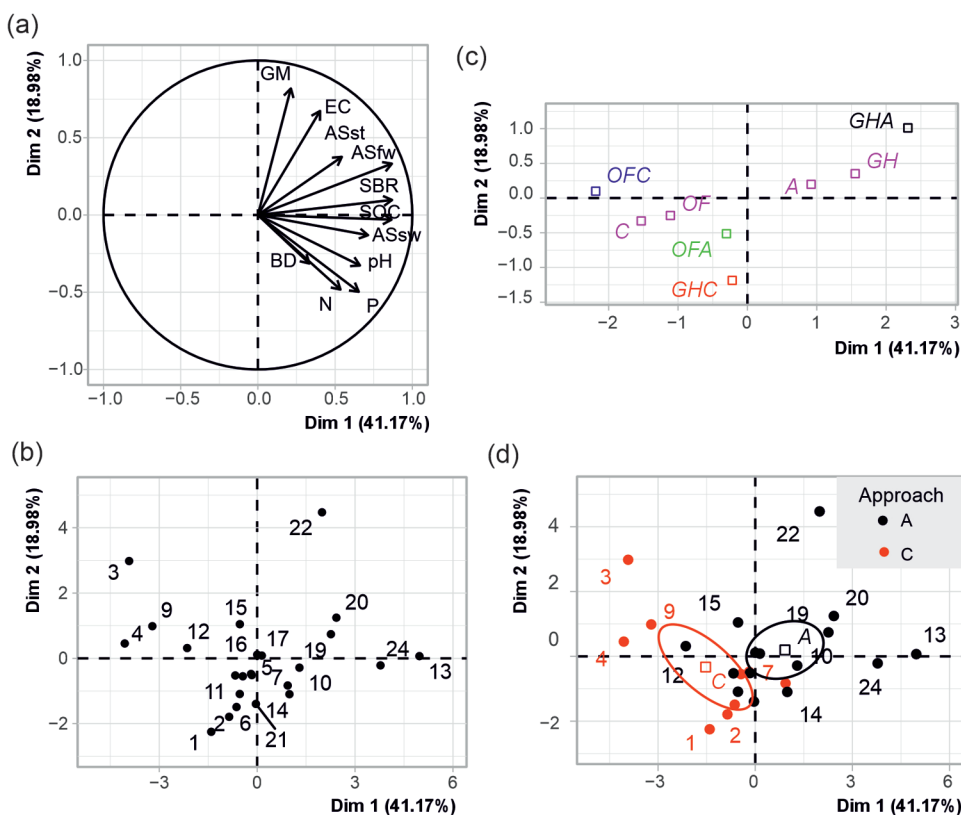 (a)
1.0
0.5
0.0
−0.5
−1.0
Dim 2 (18.98%)
GM
EC
ASst
ASfw
SBR
SOC
ASsw
BD
pH
N
P
−1.0
−0.5
0.0
0.5
1.0
Dim 1 (41.17%)
(c)
1.0
0.5
0.0
−0.5
−1.0
−1.5
Dim 2 (18.98%)
GHA
GH
A
OFC
OF
C
OFA
GHC
−2
−1
0
1
2
3
Dim 1 (41.17%)
(b)
4
2
0
−2
Dim 2 (18.98%)
22
3
20
9
15
4
12
17
16
19
24
5
13
7
10
11
14
2
6
1
21
−3
0
3
6
Dim 1 (41.17%)
(d)
4
2
0
−2
Dim 2 (18.98%)
Approach
A
C
22
3
20
9
15
19
4
A
13
10
12
C
7
24
14
2
1
−3
0
3
6
Dim 1 (41.17%)